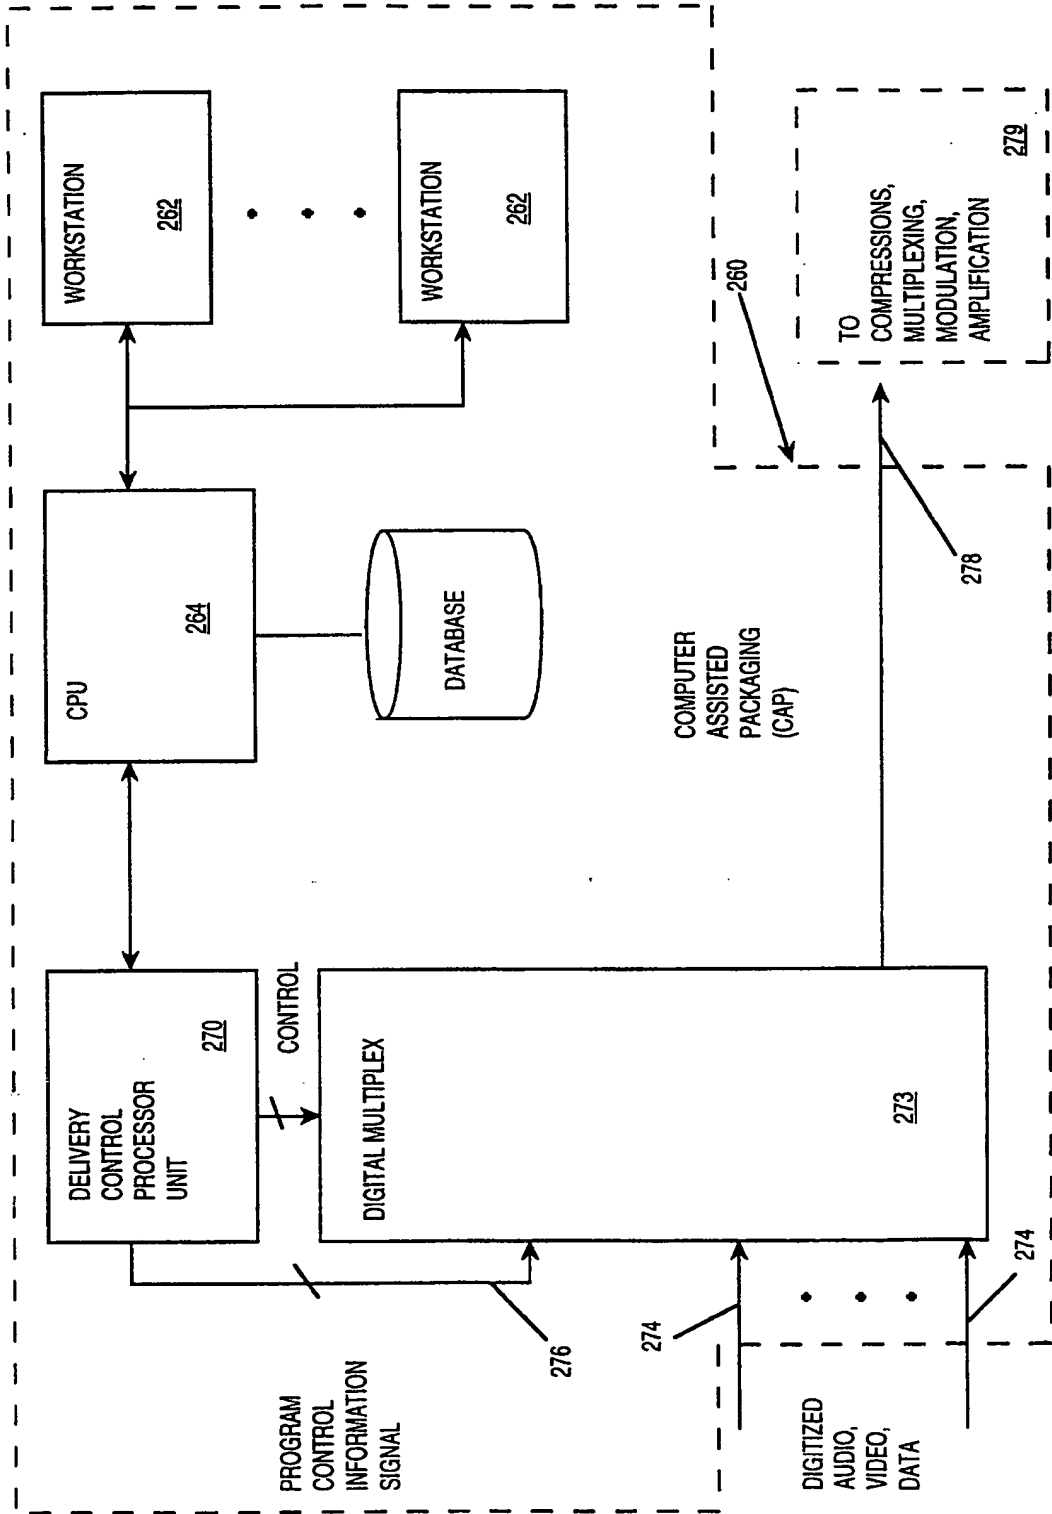 DELIVERY
CONTROL
PROCESSOR
UNIT
270
CPU
264
WORKSTATION
262
WORKSTATION
262
DATABASE
CONTROL
PROGRAM
CONTROL
INFORMATION
SIGNAL
276
DIGITAL MULTIPLEX
273
COMPUTER
ASSISTED
PACKAGING
(CAP)
260
274
274
DIGITIZED
AUDIO,
VIDEO,
DATA
278
TO
COMPRESSIONS,
MULTIPLEXING,
MODULATION,
AMPLIFICATION
279